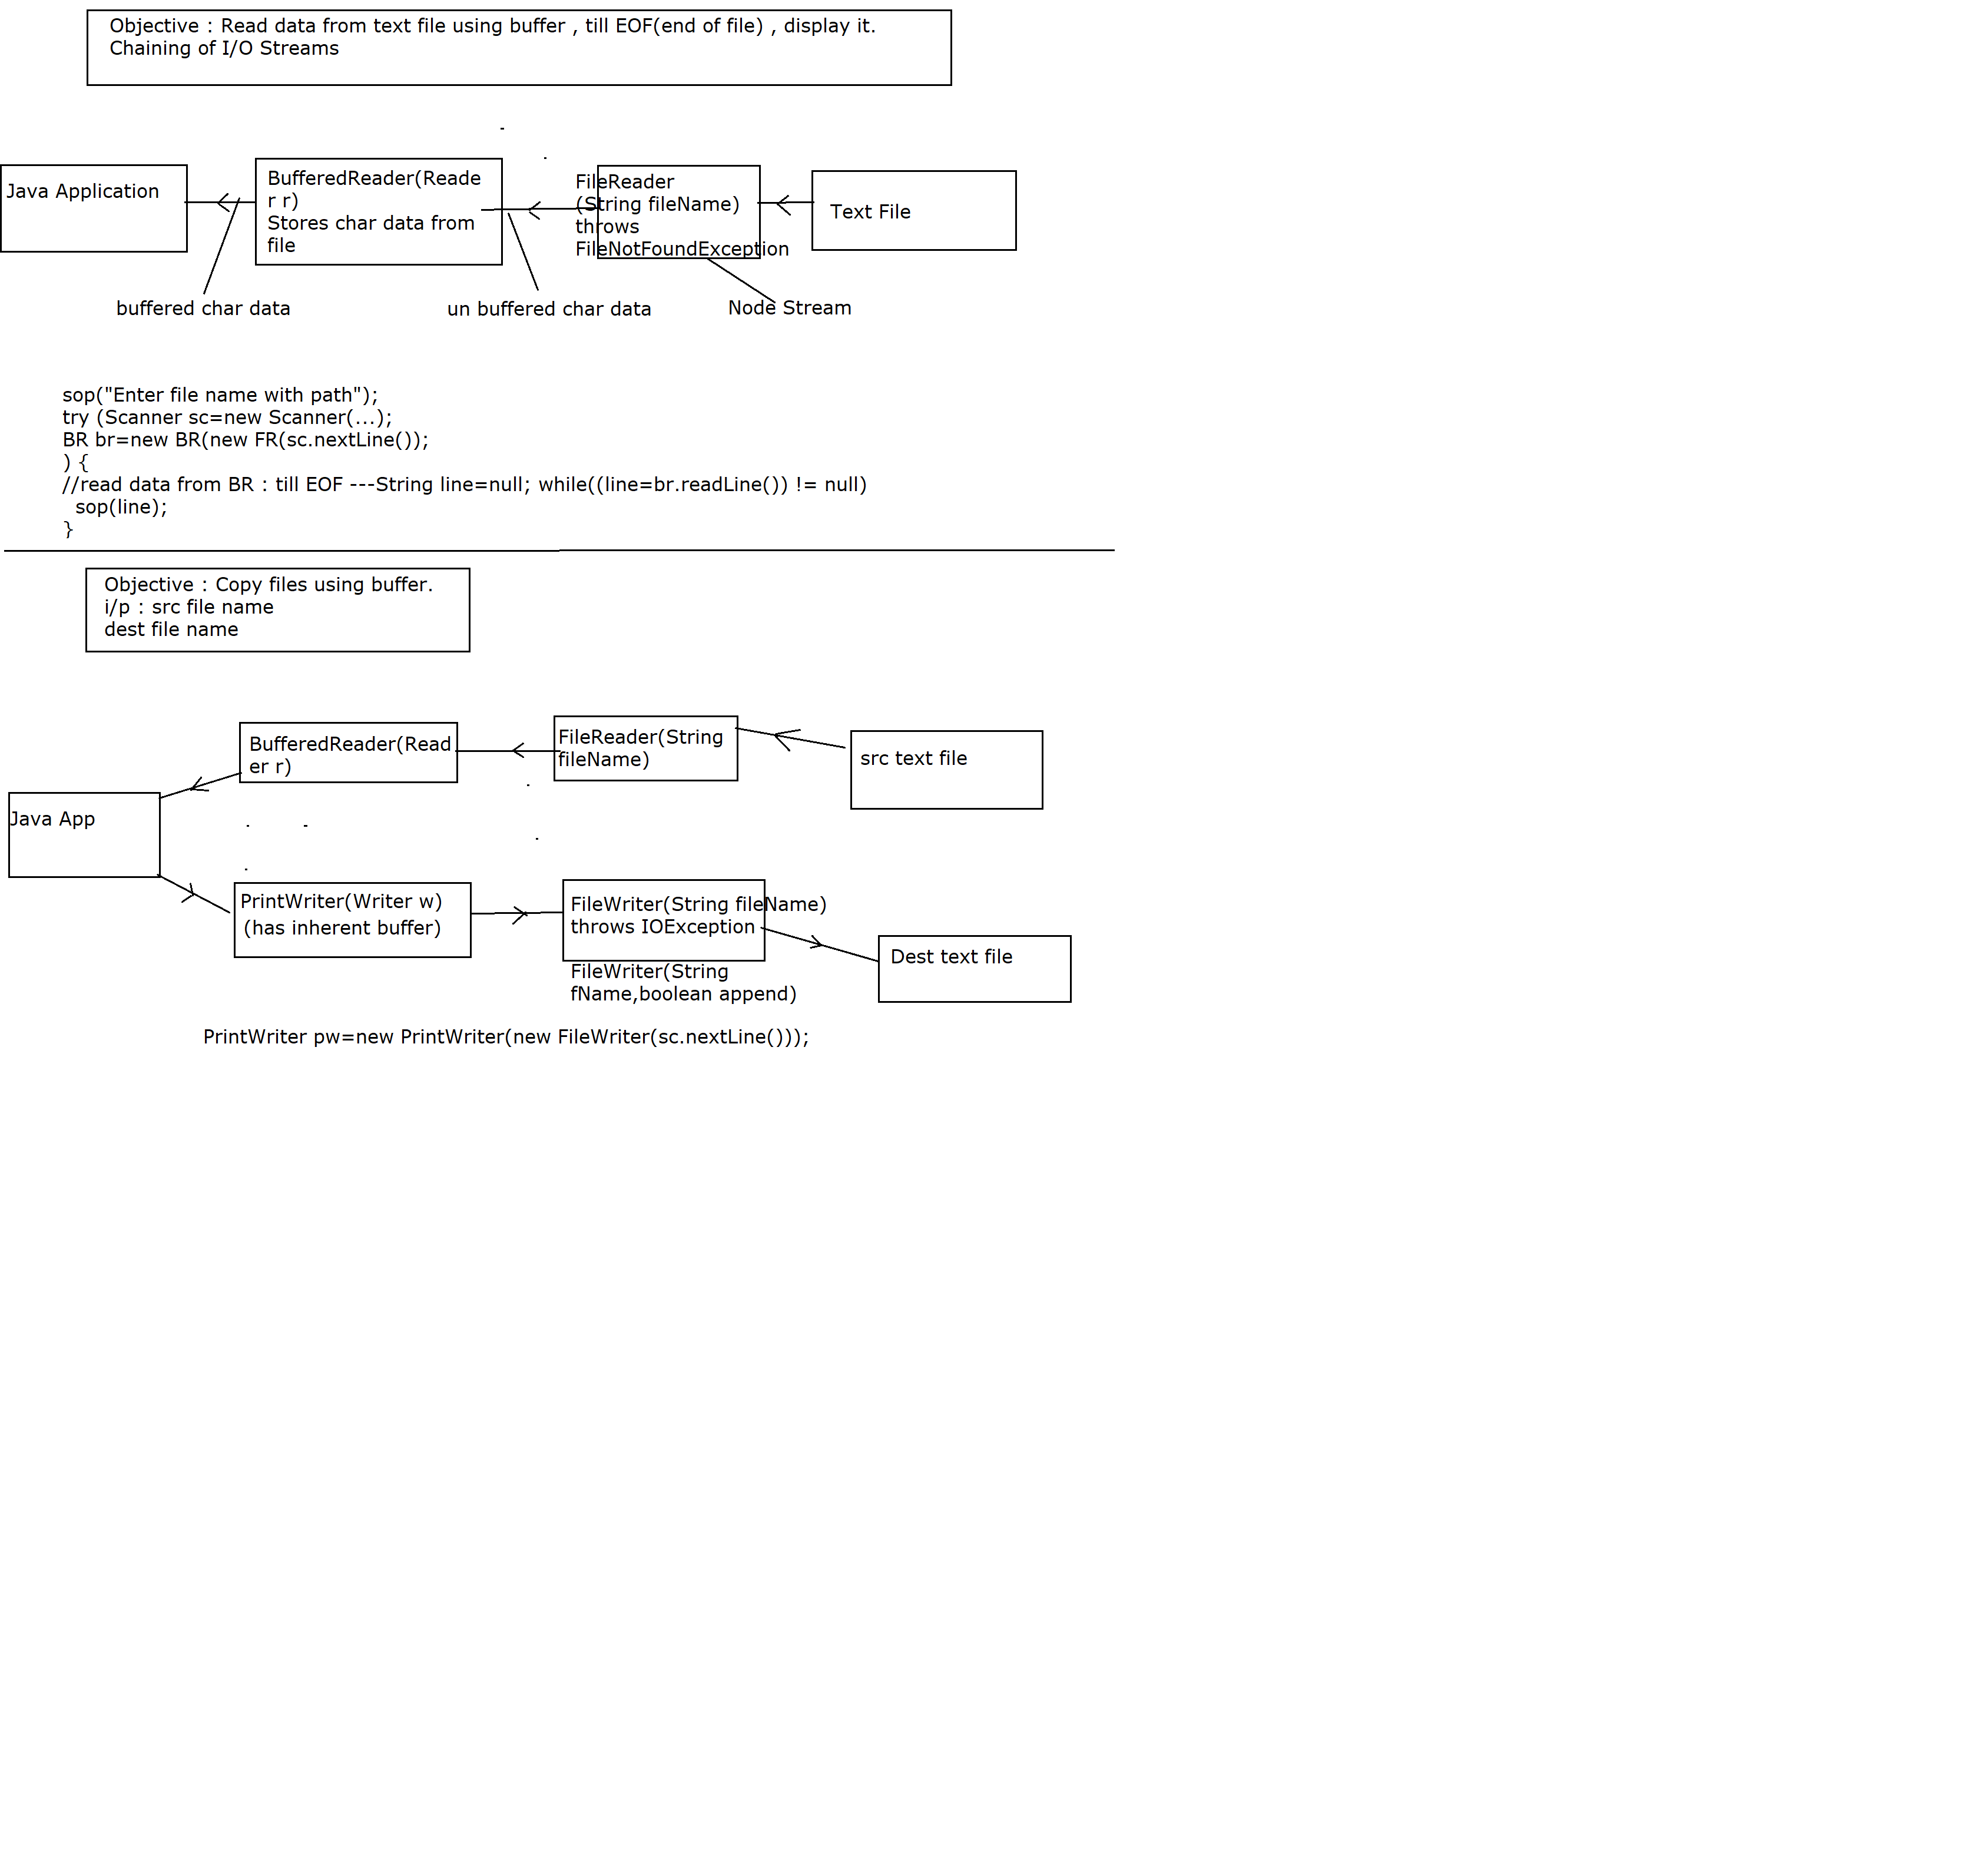 Objective : Read data from text file using buffer , till EOF(end of file) , display it.
Chaining of I/O Streams
Java Application
BufferedReader(Reade
r r)
Stores char data from
file
FileReader
(String fileName)
throws
FileNotFoundException
Text File
buffered char data
un buffered char data
Node Stream
sop("Enter file name with path");
try (Scanner sc=new Scanner(...);
BR br=new BR(new FR(sc.nextLine());
) {
//read data from BR : till EOF ---String line=null; while((line=br.readLine()) != null)
sop(line);
}
Objective : Copy files using buffer.
i/p : src file name
dest file name
BufferedReader(Read
er r)
FileReader(String
fileName)
src text file
Java App
PrintWriter(Writer w)
(has inherent buffer)
FileWriter(String fileName)
throws IOException
FileWriter(String
fName,boolean append)
Dest text file
PrintWriter pw=new PrintWriter(new FileWriter(sc.nextLine()));